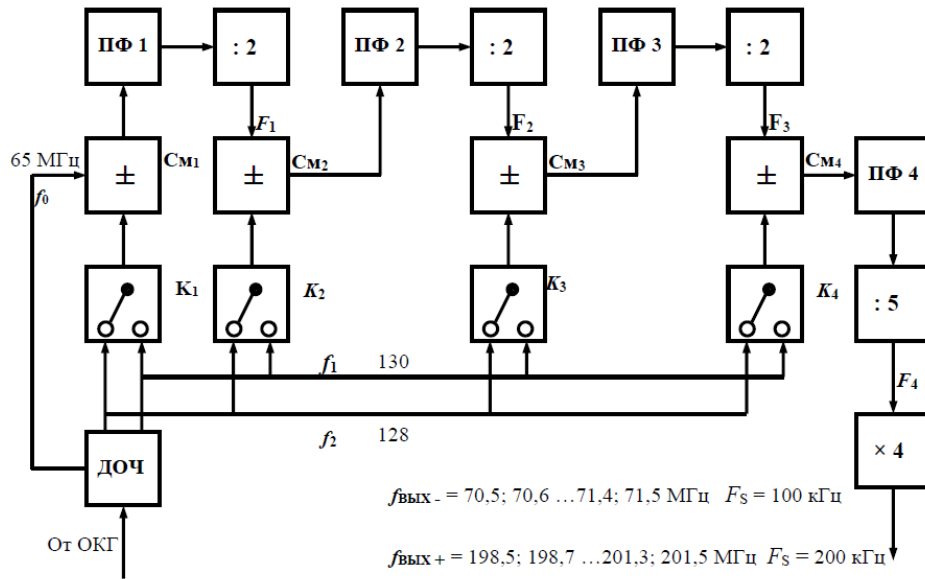 ПФ 1
: 2
ПФ 2
: 2
ПФ 3
: 2
F1
F2
F3
65 МГц
f0
±
См1
±
См2
±
См3
±
См4
ПФ 4
K1
K2
K3
K4
: 5
f1 130
F4
f2 128
ДОЧ
× 4
fвых - = 70,5; 70,6 …71,4; 71,5 МГц FS = 100 кГц
От ОКГ
fвых + = 198,5; 198,7 …201,3; 201,5 МГц FS = 200 кГц